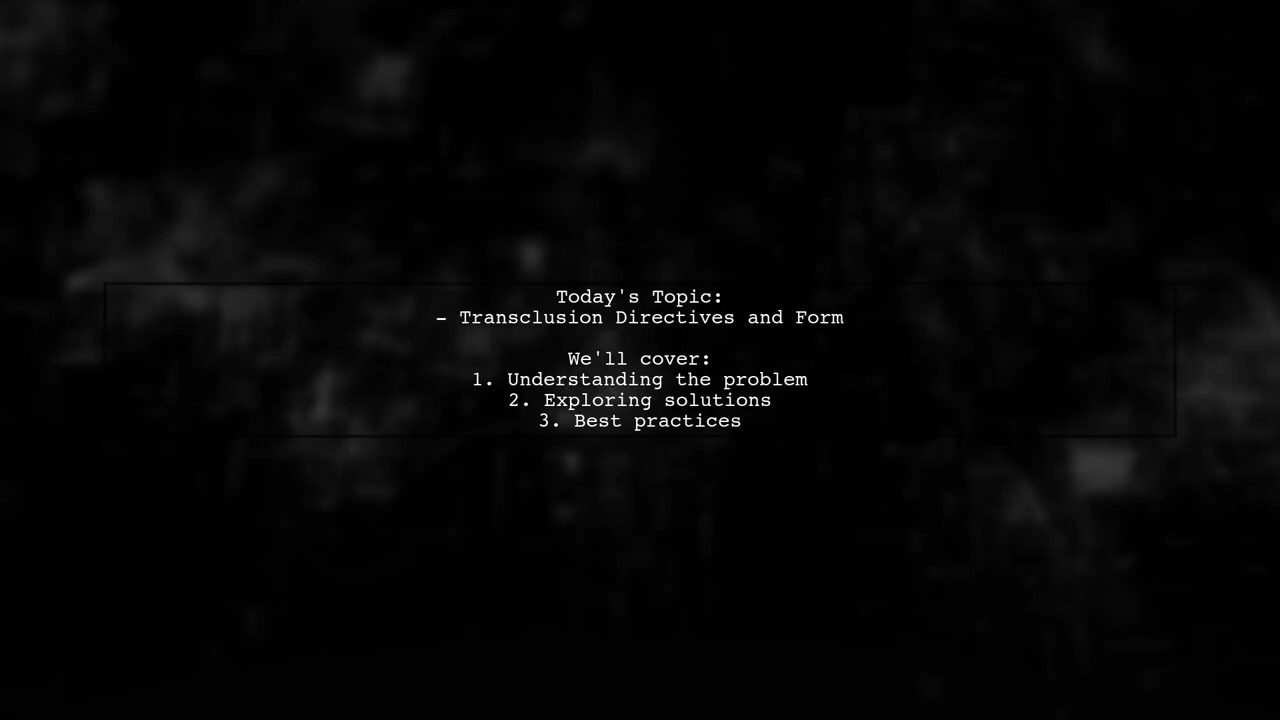 Today's Topic:
– Transclusion Directives and Form
We'll cover:
1. Understanding the problem
2. Exploring solutions
3. Best practices